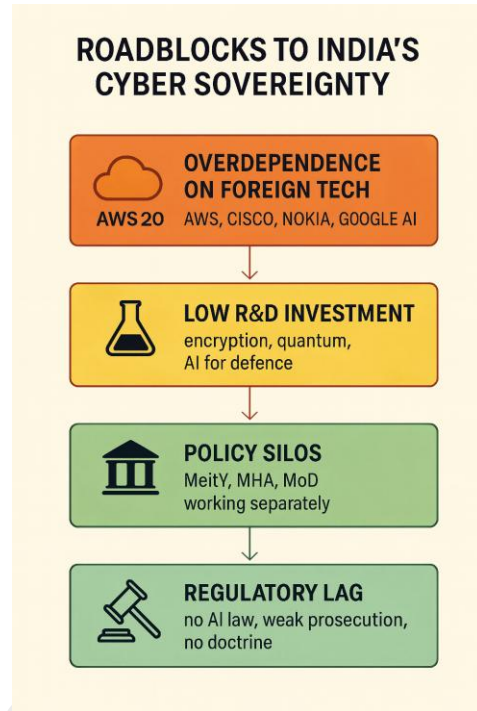 ROADBLOCKS TO INDIA'S
CYBER SOVEREIGNTY
OVERDEPENDENCE
ON FOREIGN TECH
AWS 20 AWS, CISCO, NOKIA, GOOGLE AI
LOW R&D INVESTMENT
encryption, quantum,
AI for defence
POLICY SILOS
MeitY, MHA, MoD
working separately
REGULATORY LAG
no AI law, weak prosecution,
no doctrine